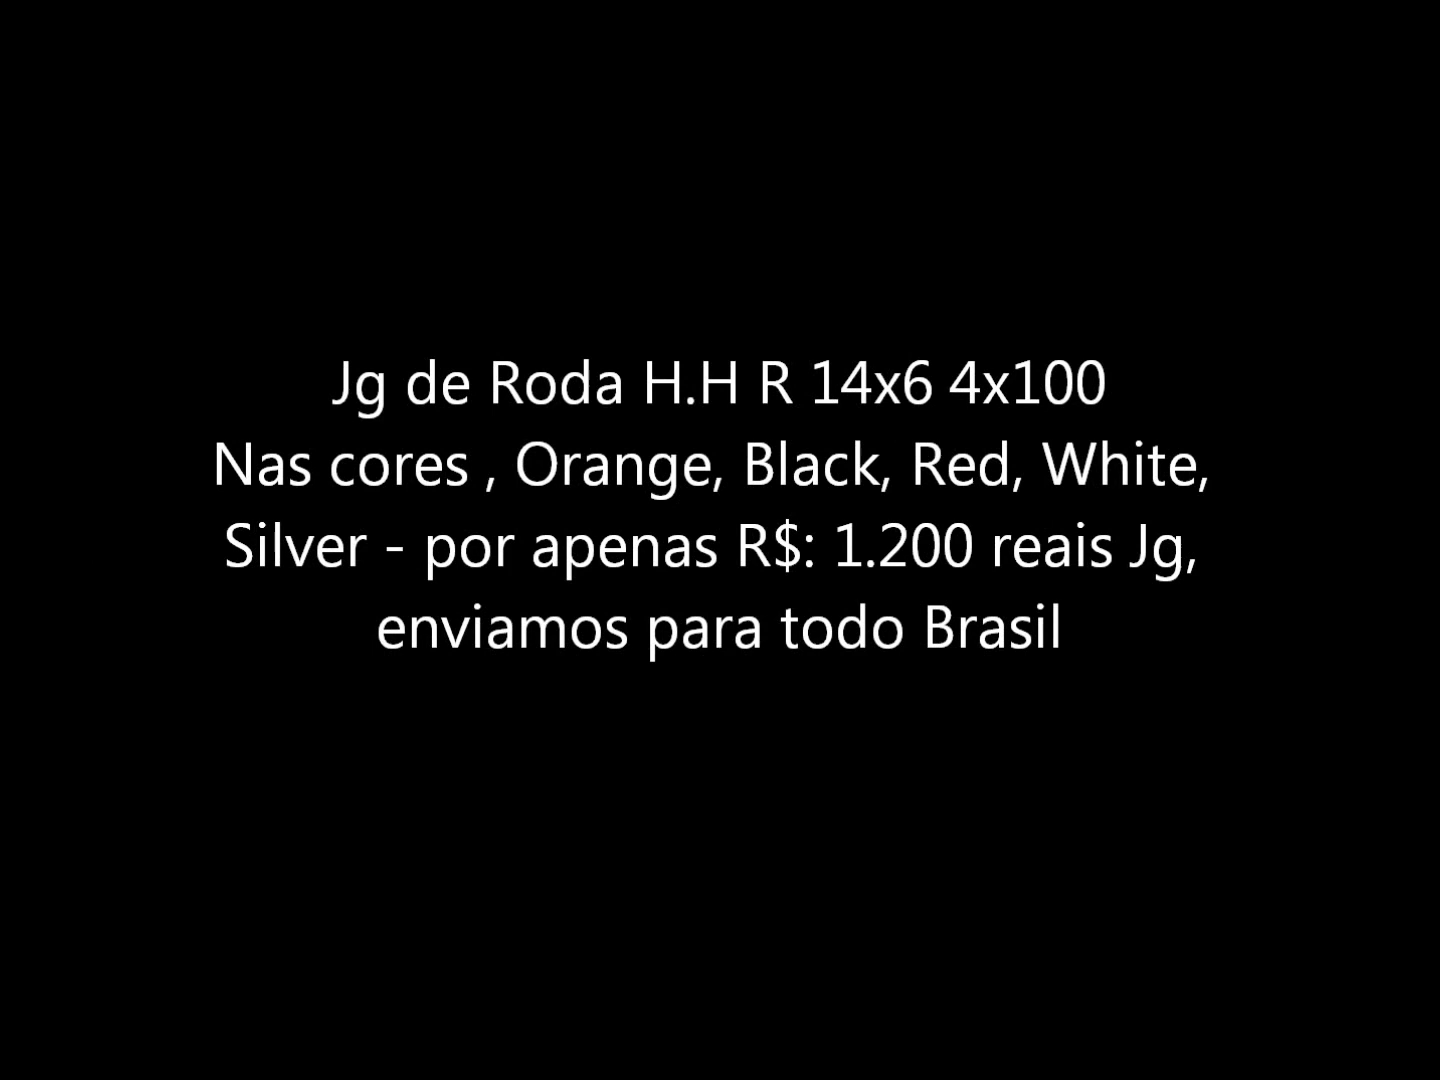 Jg de Roda H.H R 14x6 4x100
Nas cores , Orange, Black, Red, White,
Silver - por apenas R$: 1.200 reais Jg,
enviamos para todo Brasil